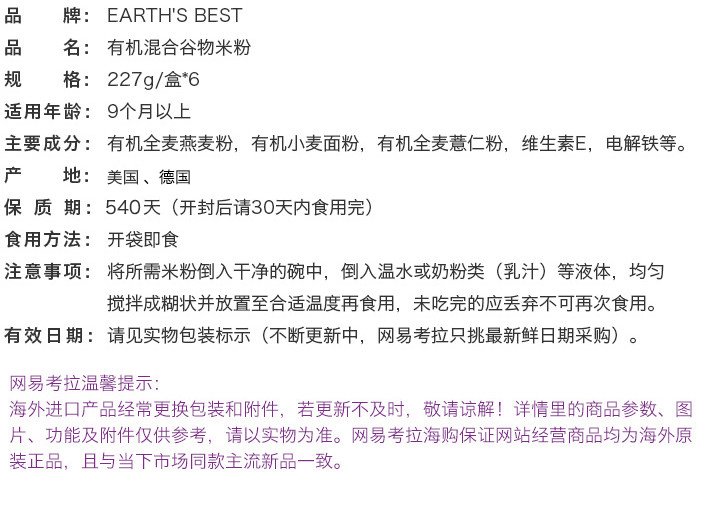 品 牌： EARTH'S BEST
品 名： 有机混合谷物米粉
规 格： 227g/盒*6
适用年龄： 9个月以上
主要成分： 有机全麦燕麦粉，有机小麦面粉，有机全麦薏仁粉，维生素E，电解铁等。
产 地： 美国、德国
保 质 期： 540天（开封后请30天内食用完）
食用方法： 开袋即食
注意事项： 将所需米粉倒入干净的碗中，倒入温水或奶粉类（乳汁）等液体，均匀
搅拌成糊状并放置至合适温度再食用，未吃完的应丢弃不可再次食用。
有效日期： 请见实物包装标示（不断更新中，网易考拉只挑最新鲜日期采购）。
网易考拉温馨提示：
海外进口产品经常更换包装和附件，若更新不及时，敬请谅解！详情里的商品参数、图
片、功能及附件仅供参考，请以实物为准。网易考拉海购保证网站经营商品均为海外原
装正品，且与当下市场同款主流新品一致。